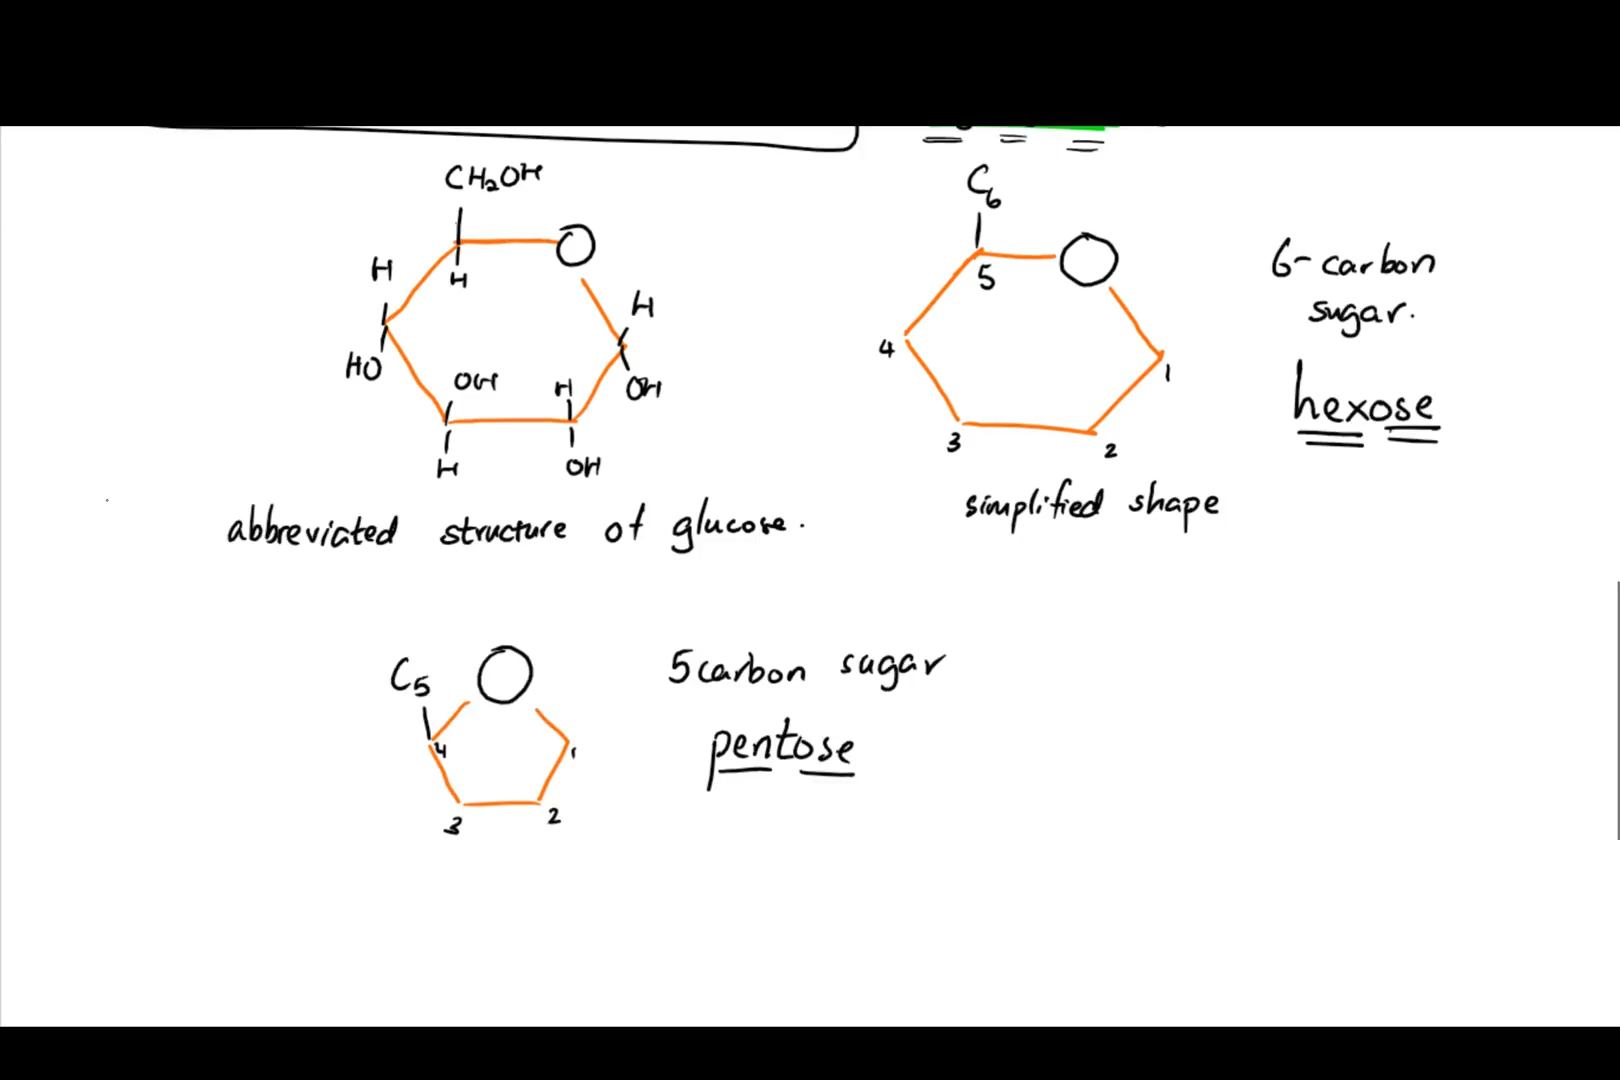 CH₂OH
O
H
H
H
HO
OH
H
OH
H
OH
abbreviated structure of glucose.
C₆
O
5
4
1
3
2
simplified shape
6-carbon
sugar.
hexose
C₅
O
4
1
3
2
5carbon sugar
pentose